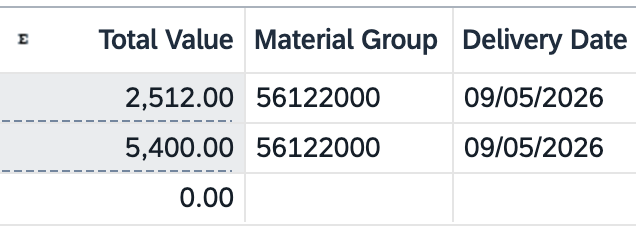 Σ Total Value Material Group Delivery Date
2,512.00 56122000 09/05/2026
5,400.00 56122000 09/05/2026
0.00